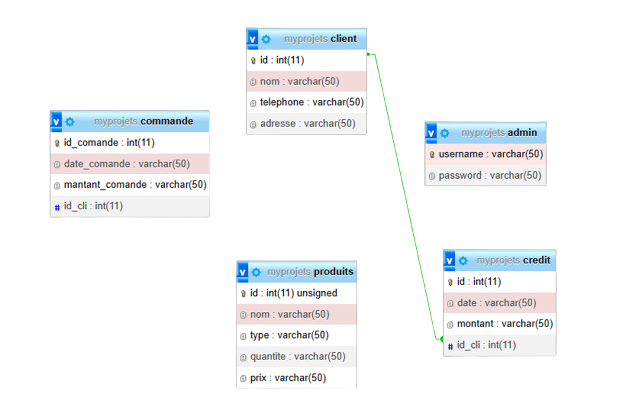 myprojets client
id : int(11)
nom : varchar(50)
telephone : varchar(50)
adresse : varchar(50)
myprojets commande
id_comande : int(11)
date_comande : varchar(50)
mantant_comande : varchar(50)
# id_cli : int(11)
myprojets admin
username : varchar(50)
password : varchar(50)
myprojets produits
id : int(11) unsigned
nom : varchar(50)
type : varchar(50)
quantite : varchar(50)
prix : varchar(50)
myprojets credit
id : int(11)
date : varchar(50)
montant : varchar(50)
# id_cli : int(11)